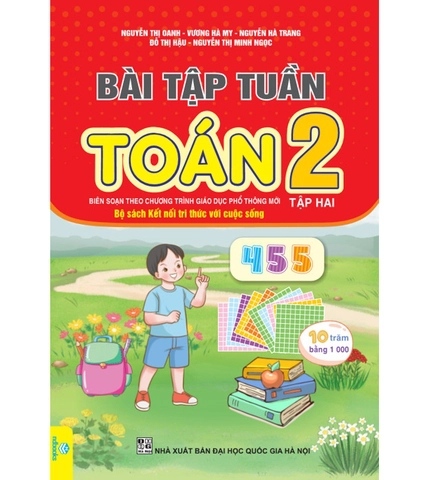 NGUYỄN THỊ OANH - VƯƠNG HÀ MY - NGUYỄN HÀ TRANG
ĐỖ THỊ HẬU - NGUYỄN THỊ MINH NGỌC
BÀI TẬP TUẦN
TOÁN 2
BIÊN SOẠN THEO CHƯƠNG TRÌNH GIÁO DỤC PHỔ THÔNG MỚI
TẬP HAI
Bộ sách Kết nối tri thức với cuộc sống
455
10 trăm
bằng 1 000
ndbooks
NHÀ XUẤT BẢN ĐẠI HỌC QUỐC GIA HÀ NỘI